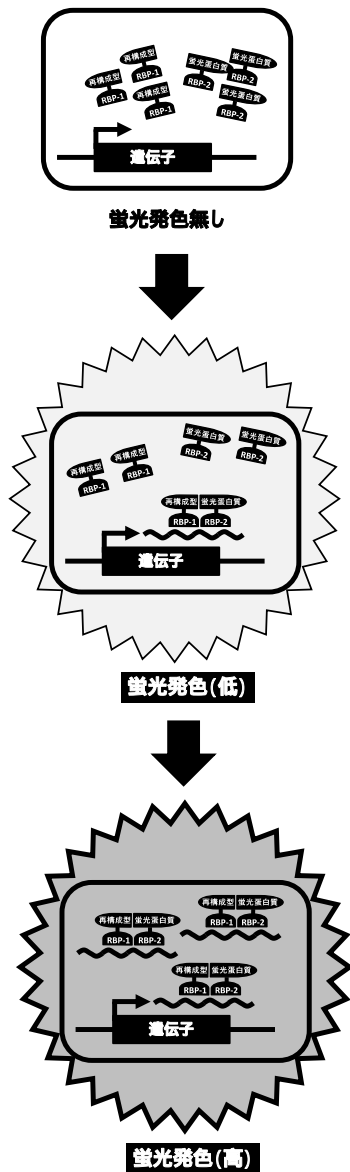 再構成型
RBP-1
再構成型
RBP-1
再構成型
RBP-1
蛍光蛋白質
RBP-2
蛍光蛋白質
RBP-2
蛍光蛋白質
RBP-2
遺伝子
蛍光発色無し
再構成型
RBP-1
再構成型
RBP-1
蛍光蛋白質
RBP-2
蛍光蛋白質
RBP-2
再構成型 蛍光蛋白質
RBP-1 RBP-2
遺伝子
蛍光発色(低)
再構成型 蛍光蛋白質
RBP-1 RBP-2
再構成型 蛍光蛋白質
RBP-1 RBP-2
再構成型 蛍光蛋白質
RBP-1 RBP-2
遺伝子
蛍光発色(高)